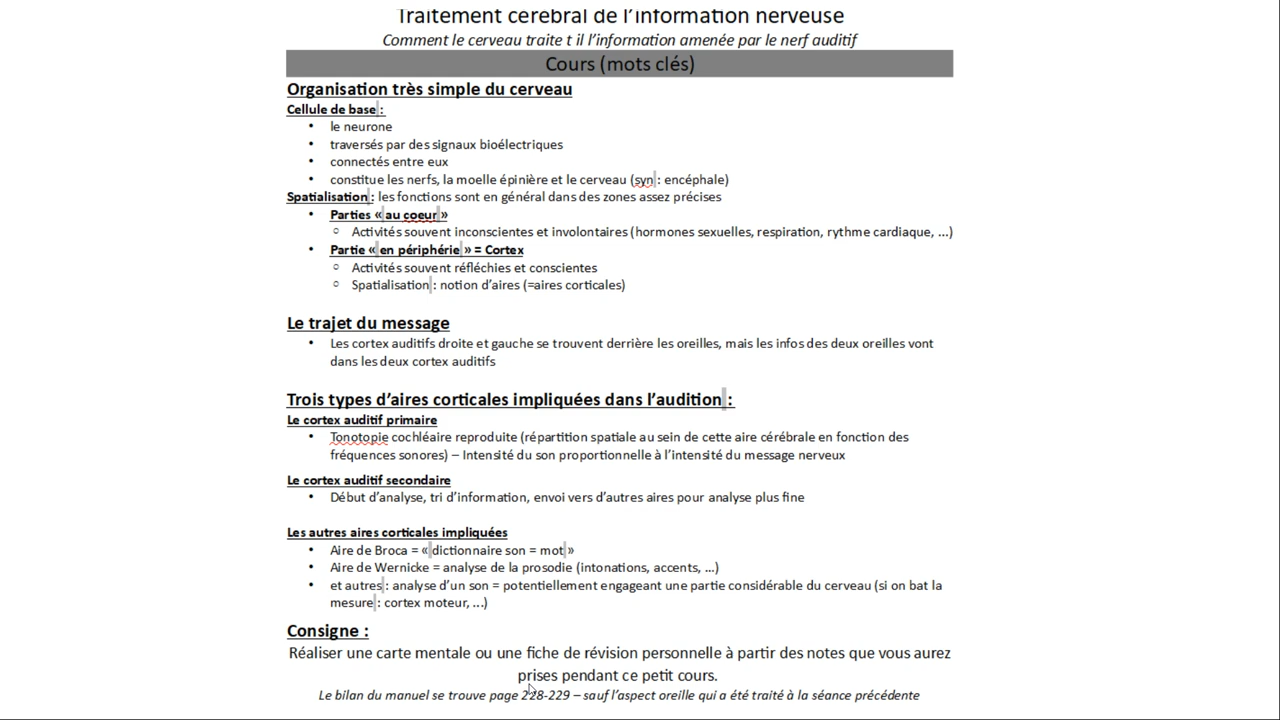 Traitement cérébral de l'information nerveuse
Comment le cerveau traite t il l'information amenée par le nerf auditif
Cours (mots clés)
Organisation très simple du cerveau
Cellule de base :
• le neurone
• traversés par des signaux bioélectriques
• connectés entre eux
• constitue les nerfs, la moelle épinière et le cerveau (syn : encéphale)
Spatialisation : les fonctions sont en général dans des zones assez précises
• Parties « au coeur »
○ Activités souvent inconscientes et involontaires (hormones sexuelles, respiration, rythme cardiaque, ...)
• Partie « en périphérie » = Cortex
○ Activités souvent réfléchies et conscientes
○ Spatialisation : notion d'aires (=aires corticales)
Le trajet du message
• Les cortex auditifs droite et gauche se trouvent derrière les oreilles, mais les infos des deux oreilles vont
dans les deux cortex auditifs
Trois types d'aires corticales impliquées dans l'audition :
Le cortex auditif primaire
• Tonotopie cochléaire reproduite (répartition spatiale au sein de cette aire cérébrale en fonction des
fréquences sonores) – Intensité du son proportionnelle à l'intensité du message nerveux
Le cortex auditif secondaire
• Début d'analyse, tri d'information, envoi vers d'autres aires pour analyse plus fine
Les autres aires corticales impliquées
• Aire de Broca = « dictionnaire son = mot »
• Aire de Wernicke = analyse de la prosodie (intonations, accents, ...)
• et autres : analyse d'un son = potentiellement engageant une partie considérable du cerveau (si on bat la
mesure : cortex moteur, ...)
Consigne :
Réaliser une carte mentale ou une fiche de révision personnelle à partir des notes que vous aurez
prises pendant ce petit cours.
Le bilan du manuel se trouve page 228-229 – sauf l'aspect oreille qui a été traité à la séance précédente